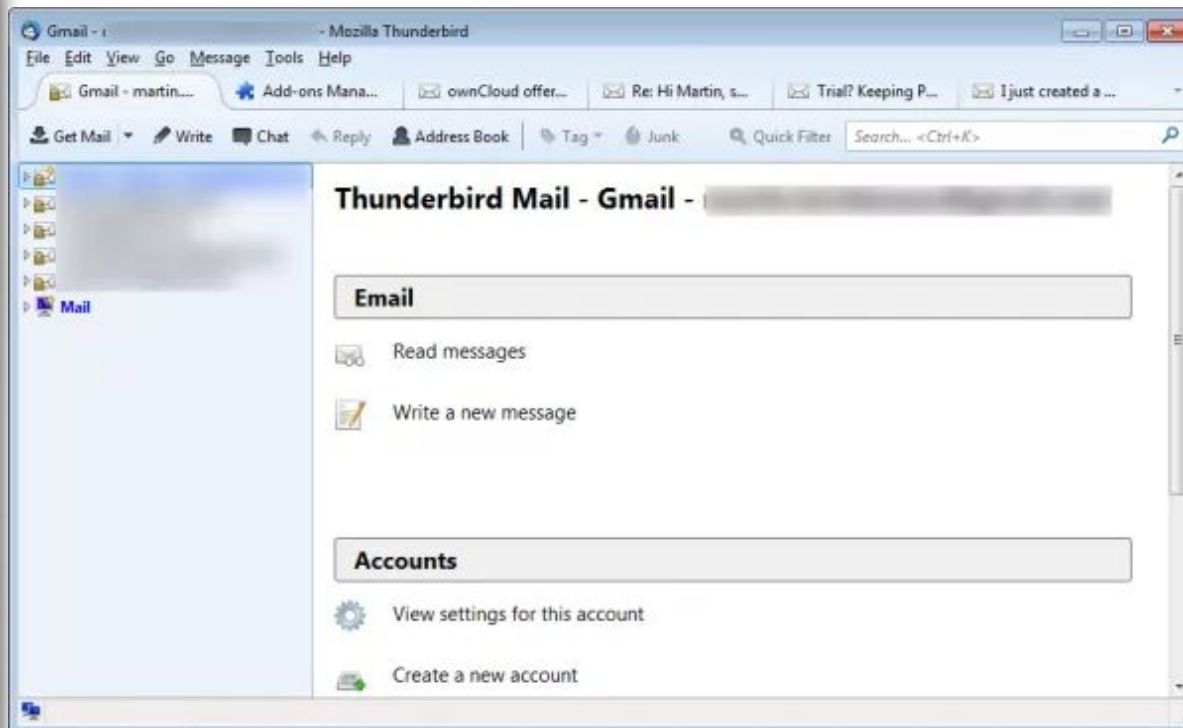 Gmail - - Mozilla Thunderbird
File Edit View Go Message Tools Help
Gmail - martin.... Add-ons Mana... ownCloud offer... Re: Hi Martin, s... Trial? Keeping P... I just created a ...
Get Mail Write Chat Reply Address Book Tag Junk Quick Filter Search... <Ctrl+K>
Thunderbird Mail - Gmail -
Mail
Email
Read messages
Write a new message
Accounts
View settings for this account
Create a new account